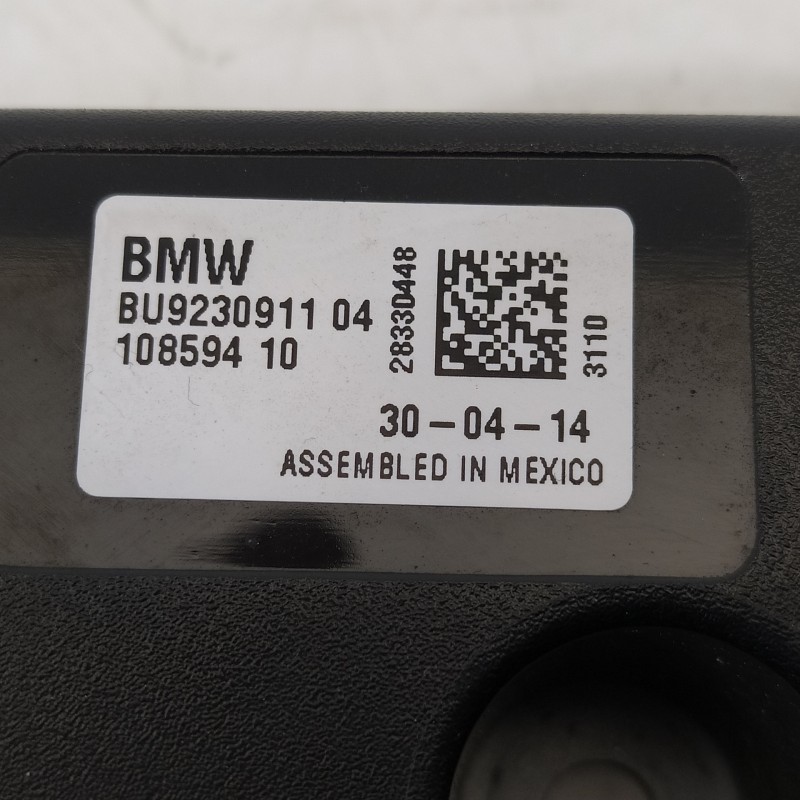 BMW
BU9230911 04
108594 10
28330448
3110
30-04-14
ASSEMBLED IN MEXICO